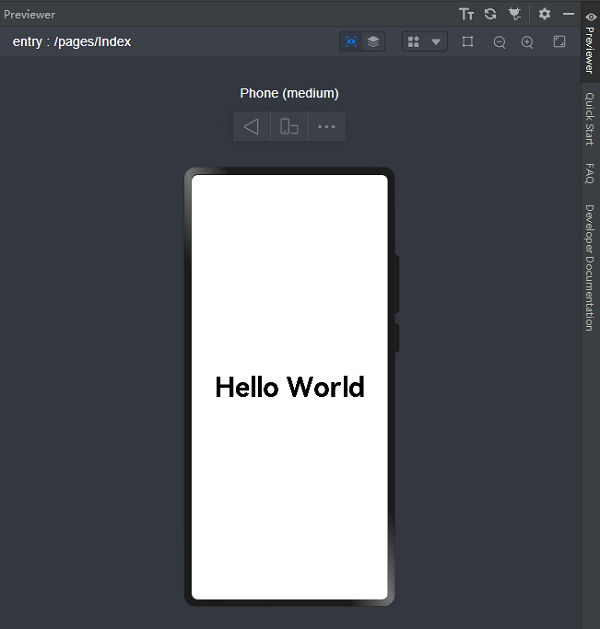 Previewer
entry : /pages/Index
Phone (medium)
Hello World
Previewer
Quick Start
FAQ
Developer Documentation